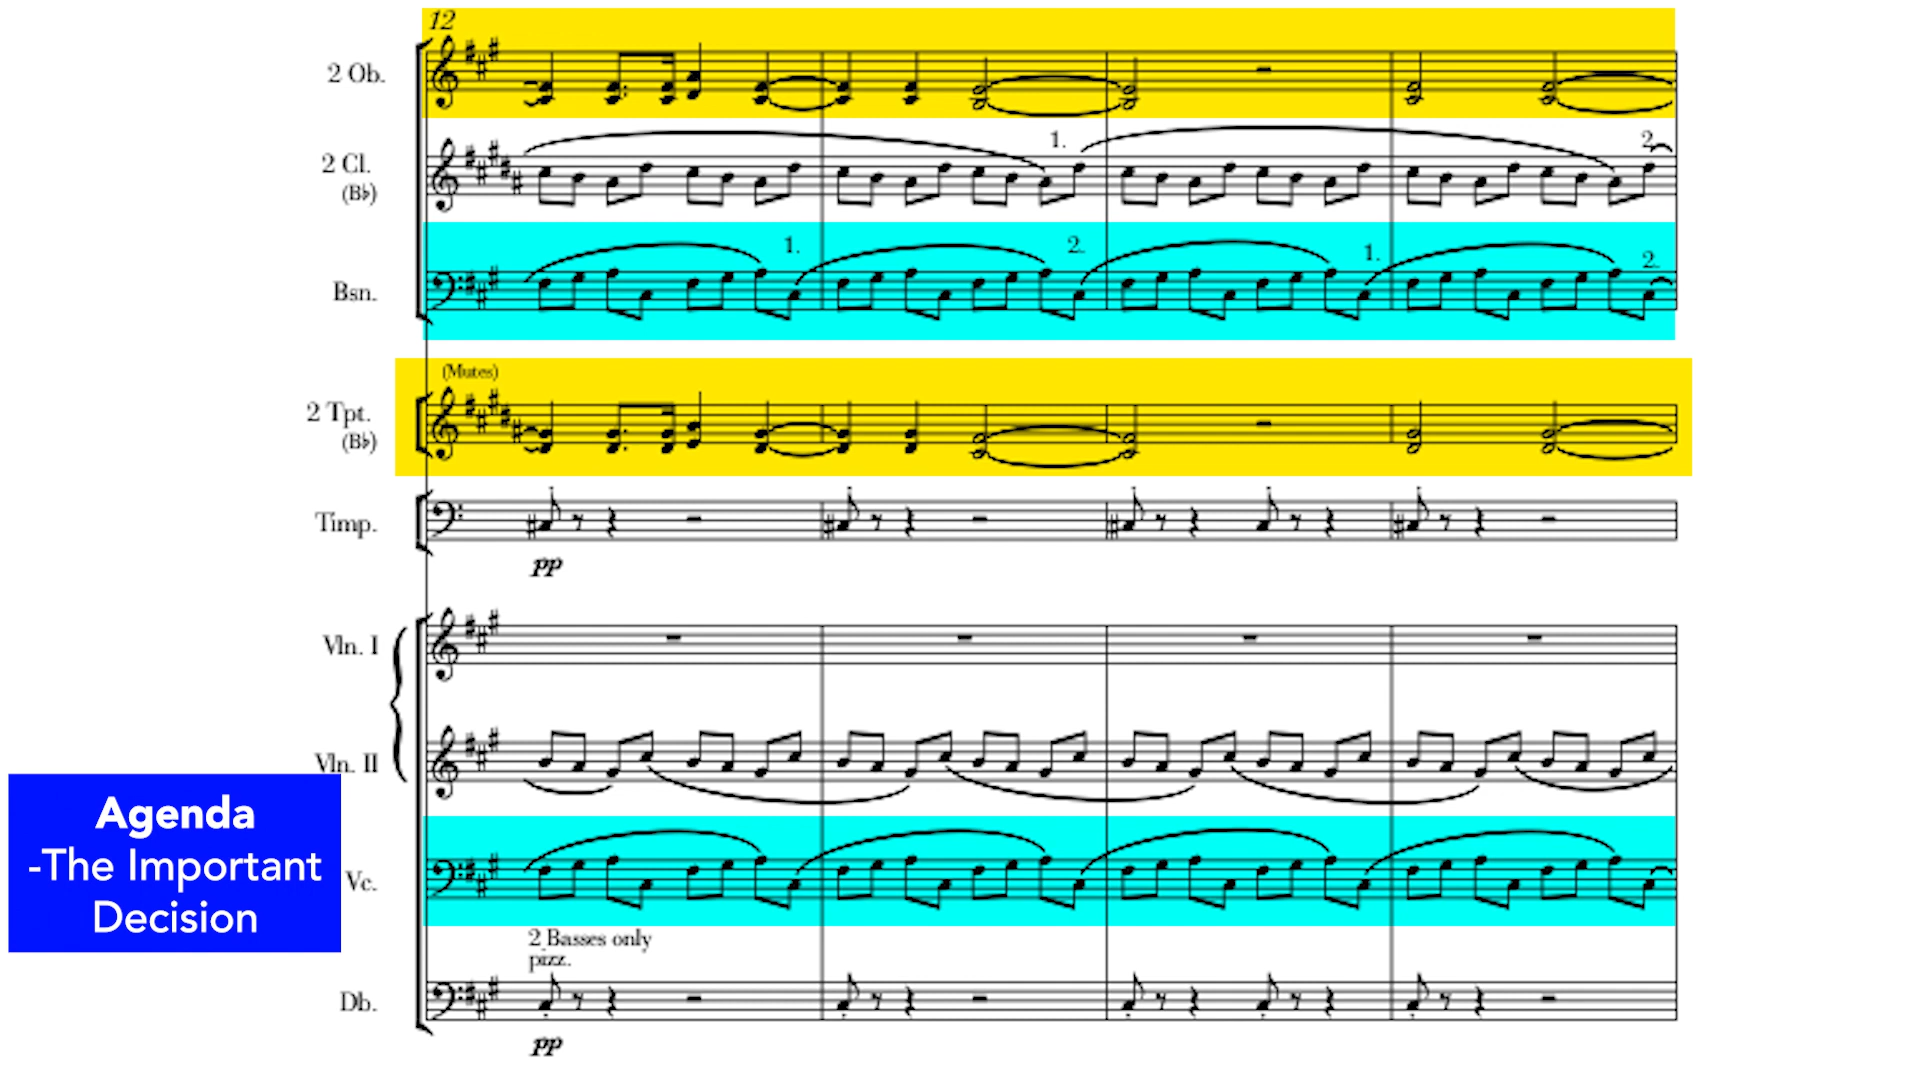 12
2 Ob.
1.
2.
2 Cl.
(B♭)
1.
2.
1.
2.
Bsn.
(Mutes)
2 Tpt.
(B♭)
Timp.
pp
Vln. I
Vln. II
Agenda
-The Important
Decision
Vc.
2 Basses only
pizz.
Db.
pp